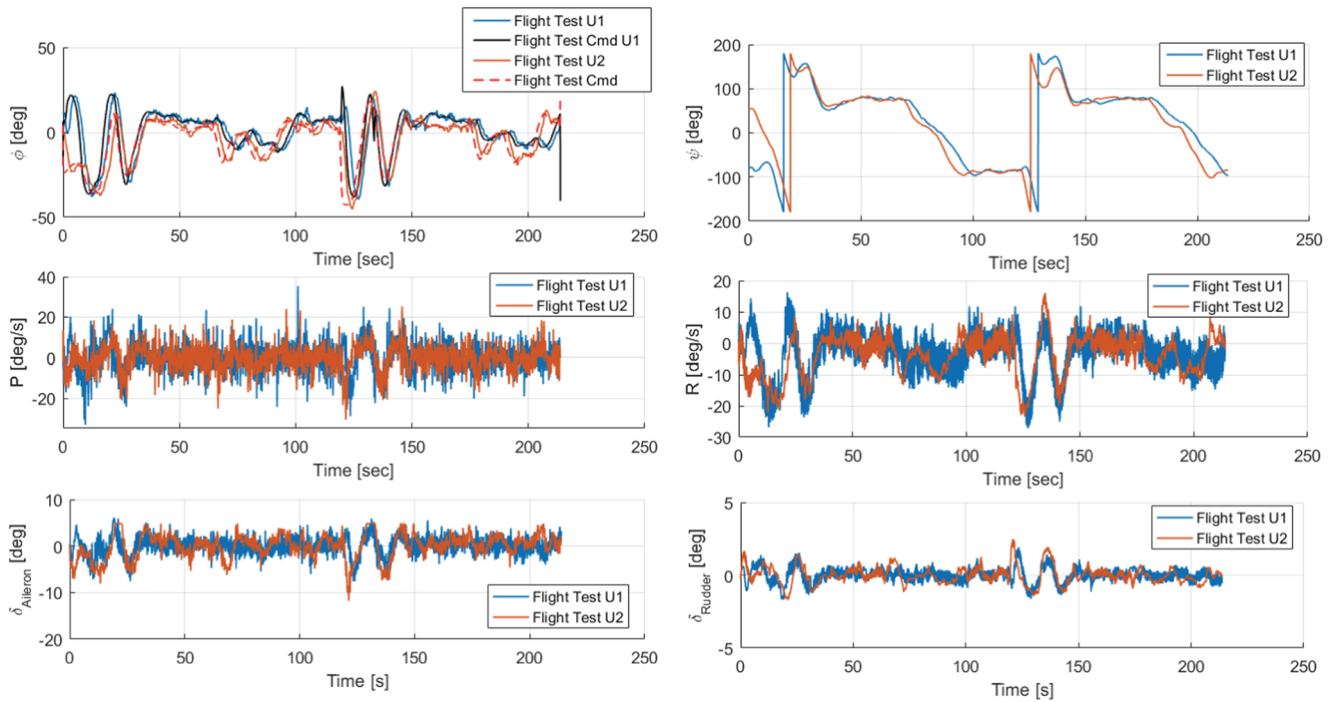 Flight Test U1
Flight Test Cmd U1
Flight Test U2
Flight Test Cmd
50
0
-50
ϕ [deg]
0 50 100 150 200 250
Time [sec]
Flight Test U1
Flight Test U2
200
100
0
-100
-200
ψ [deg]
0 50 100 150 200 250
Time [sec]
Flight Test U1
Flight Test U2
40
20
0
-20
P [deg/s]
0 50 100 150 200 250
Time [sec]
Flight Test U1
Flight Test U2
20
10
0
-10
-20
-30
R [deg/s]
0 50 100 150 200 250
Time [sec]
10
0
-10
-20
δAileron [deg]
Flight Test U1
Flight Test U2
0 50 100 150 200 250
Time [s]
5
0
-5
δRudder [deg]
Flight Test U1
Flight Test U2
0 50 100 150 200 250
Time [s]